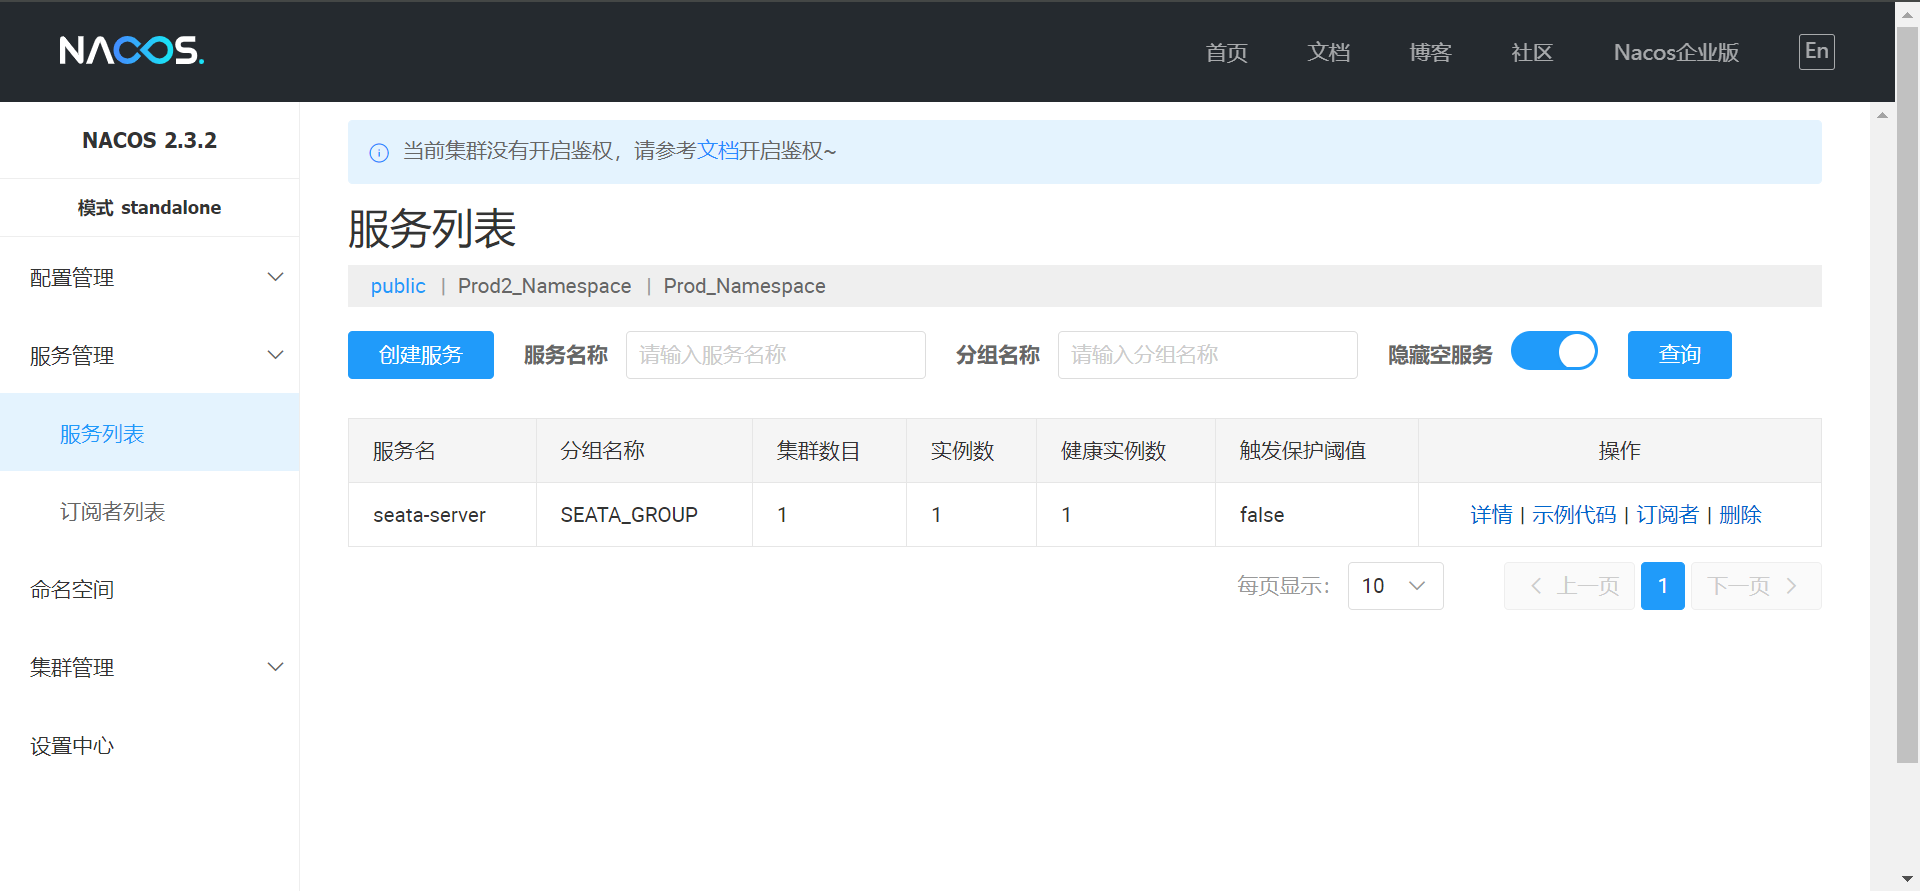 NACOS.
首页 文档 博客 社区 Nacos企业版 En
NACOS 2.3.2
模式 standalone
配置管理
服务管理
服务列表
订阅者列表
命名空间
集群管理
设置中心
当前集群没有开启鉴权，请参考文档开启鉴权~
服务列表
public | Prod2_Namespace | Prod_Namespace
创建服务 服务名称 请输入服务名称 分组名称 请输入分组名称 隐藏空服务 查询
服务名 分组名称 集群数目 实例数 健康实例数 触发保护阈值 操作
seata-server SEATA_GROUP 1 1 1 false 详情 | 示例代码 | 订阅者 | 删除
每页显示： 10 上一页 1 下一页